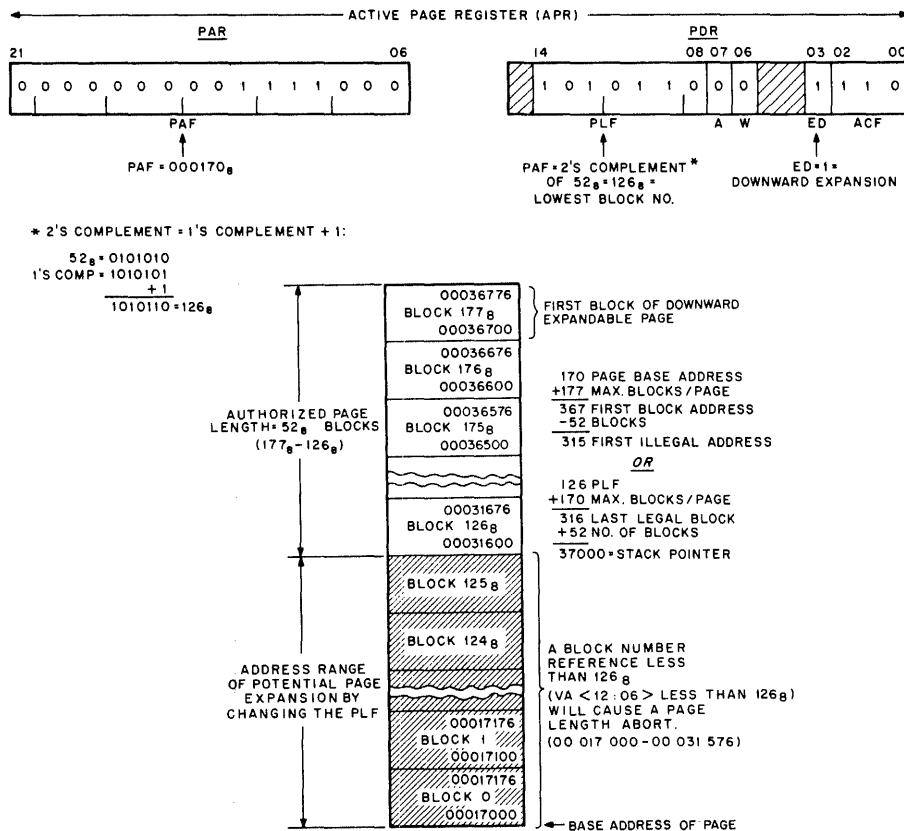 ACTIVE PAGE REGISTER (APR)
PAR
PDR
21 06
14 08 07 06 03 02 00
0 0 0 0 0 0 0 0 0 1 1 1 1 0 0 0
1 0 1 0 1 1 0 0 0 1 1 1 0
PAF
PLF A W ED ACF
PAF=000170₈
PAF=2'S COMPLEMENT*
OF 52₈=126₈=
LOWEST BLOCK NO.
ED=1=
DOWNWARD EXPANSION
* 2'S COMPLEMENT = 1'S COMPLEMENT + 1:
52₈=0101010
1'S COMP = 1010101
+1
1010110=126₈
00036776
BLOCK 177₈
00036700
FIRST BLOCK OF DOWNWARD
EXPANDABLE PAGE
00036676
BLOCK 176₈
00036600
00036576
BLOCK 175₈
00036500
AUTHORIZED PAGE
LENGTH=52₈ BLOCKS
(177₈-126₈)
170 PAGE BASE ADDRESS
+177 MAX. BLOCKS/PAGE
367 FIRST BLOCK ADDRESS
-52 BLOCKS
315 FIRST ILLEGAL ADDRESS
OR
126 PLF
+170 MAX. BLOCKS/PAGE
316 LAST LEGAL BLOCK
+52 NO. OF BLOCKS
37000=STACK POINTER
00031676
BLOCK 126₈
00031600
BLOCK 125₈
BLOCK 124₈
ADDRESS RANGE
OF POTENTIAL PAGE
EXPANSION BY
CHANGING THE PLF
A BLOCK NUMBER
REFERENCE LESS
THAN 126₈
(VA <12:06> LESS THAN 126₈)
WILL CAUSE A PAGE
LENGTH ABORT.
(00 017 000-00 031 576)
00017176
BLOCK 1
00017100
00017176
BLOCK 0
00017000
BASE ADDRESS OF PAGE